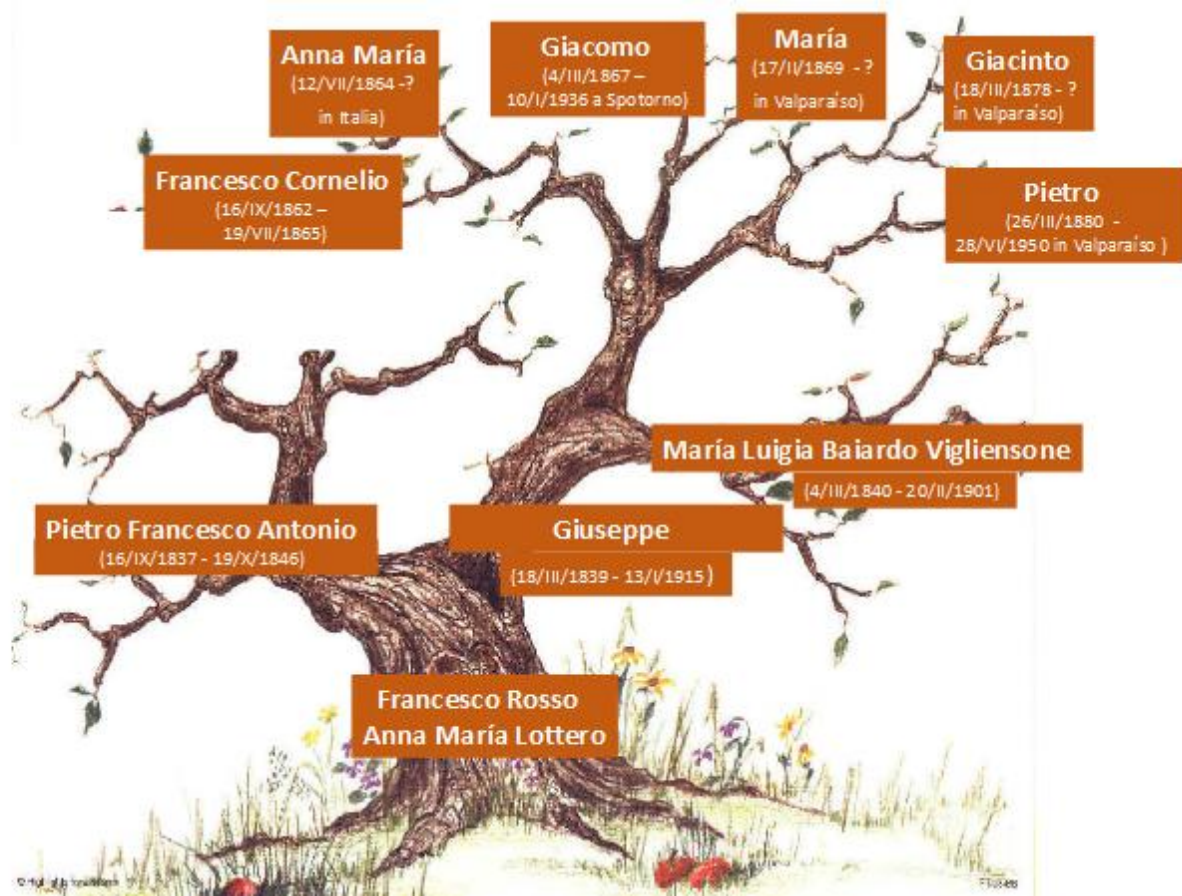 Anna María
(12/VII/1864 -?
in Italia)
Giacomo
(4/III/1867 –
10/I/1936 a Spotorno)
María
(17/II/1869 - ?
in Valparaíso)
Giacinto
(18/III/1878 - ?
in Valparaíso)
Francesco Cornelio
(16/IX/1862 –
19/VII/1865)
Pietro
(26/III/1880 -
28/VI/1950 in Valparaíso )
María Luigia Baiardo Vigliensone
(4/III/1840 - 20/II/1901)
Pietro Francesco Antonio
(16/IX/1837 - 19/X/1846)
Giuseppe
(18/III/1839 - 13/I/1915 )
Francesco Rosso
Anna María Lottero